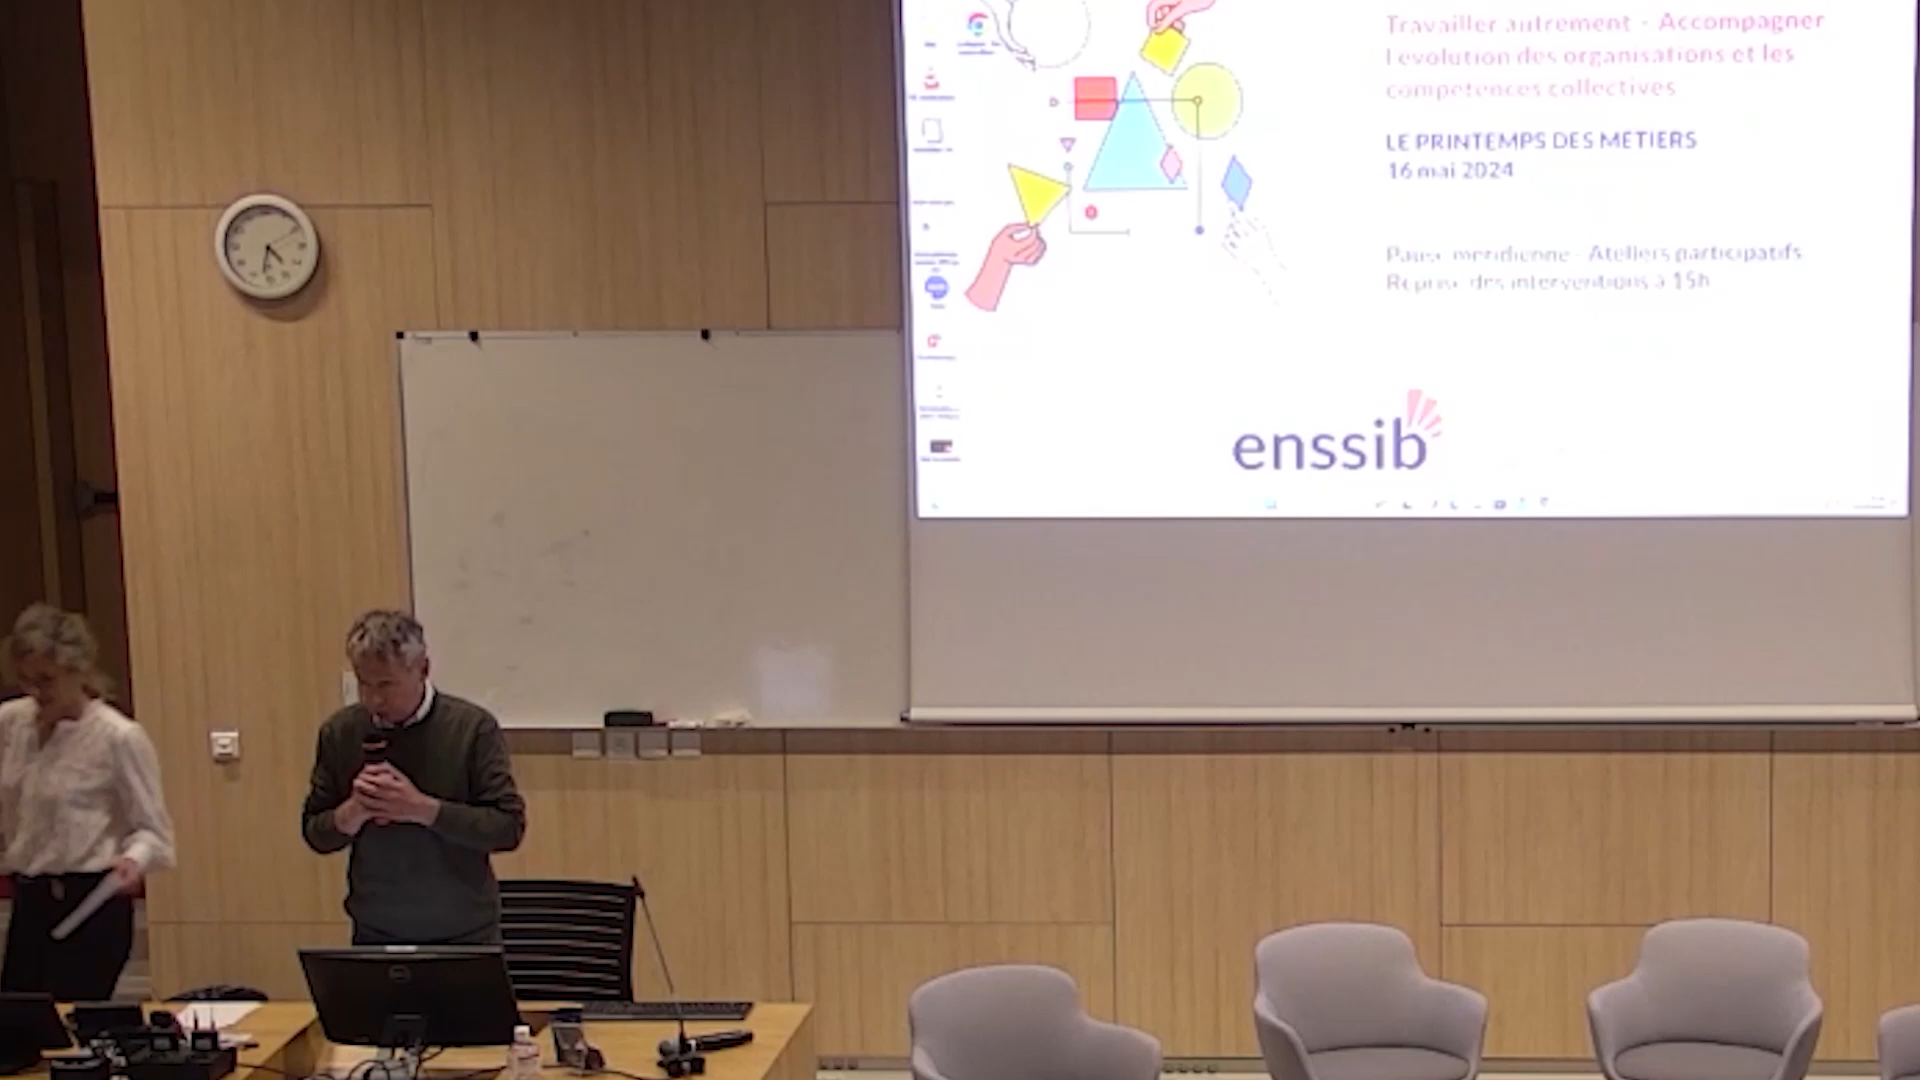 Travailler autrement - Accompagner
l'évolution des organisations et les
compétences collectives
LE PRINTEMPS DES MÉTIERS
16 mai 2024
Pause méridienne - Ateliers participatifs
Reprise des interventions à 15h
enssib